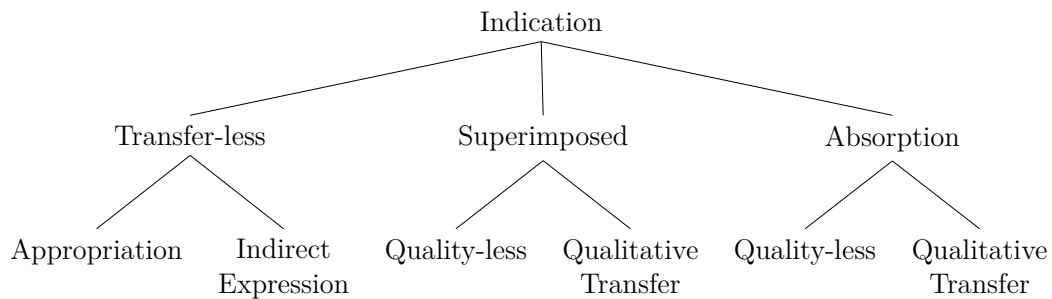 Indication
Transfer-less Superimposed Absorption
Appropriation Indirect Quality-less Qualitative Quality-less Qualitative
Expression Transfer Transfer